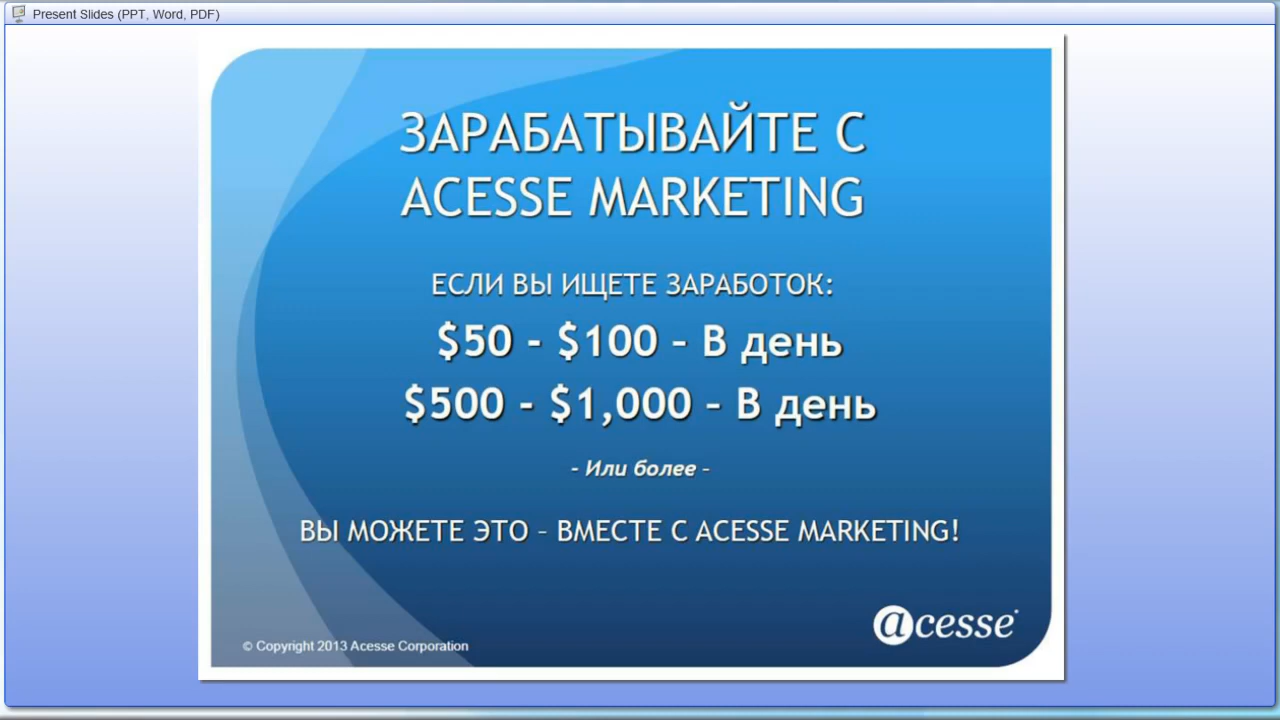 Present Slides (PPT, Word, PDF)
ЗАРАБАТЫВАЙТЕ С
ACESSE MARKETING
ЕСЛИ ВЫ ИЩЕТЕ ЗАРАБОТОК:
$50 - $100 – В день
$500 - $1,000 – В день
- Или более –
ВЫ МОЖЕТЕ ЭТО – ВМЕСТЕ С ACESSE MARKETING!
acesse
© Copyright 2013 Acesse Corporation